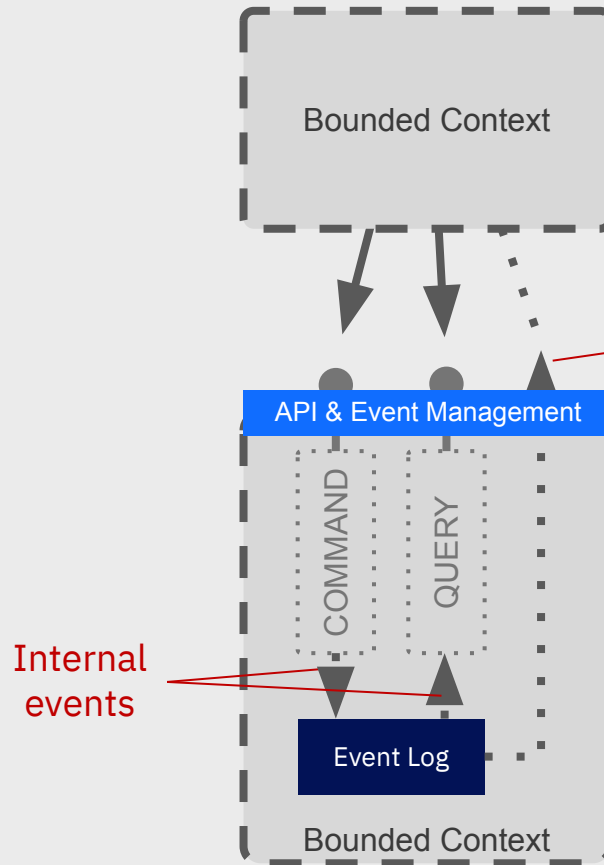 Bounded Context
API & Event Management
COMMAND
QUERY
Internal
events
Event Log
Bounded Context